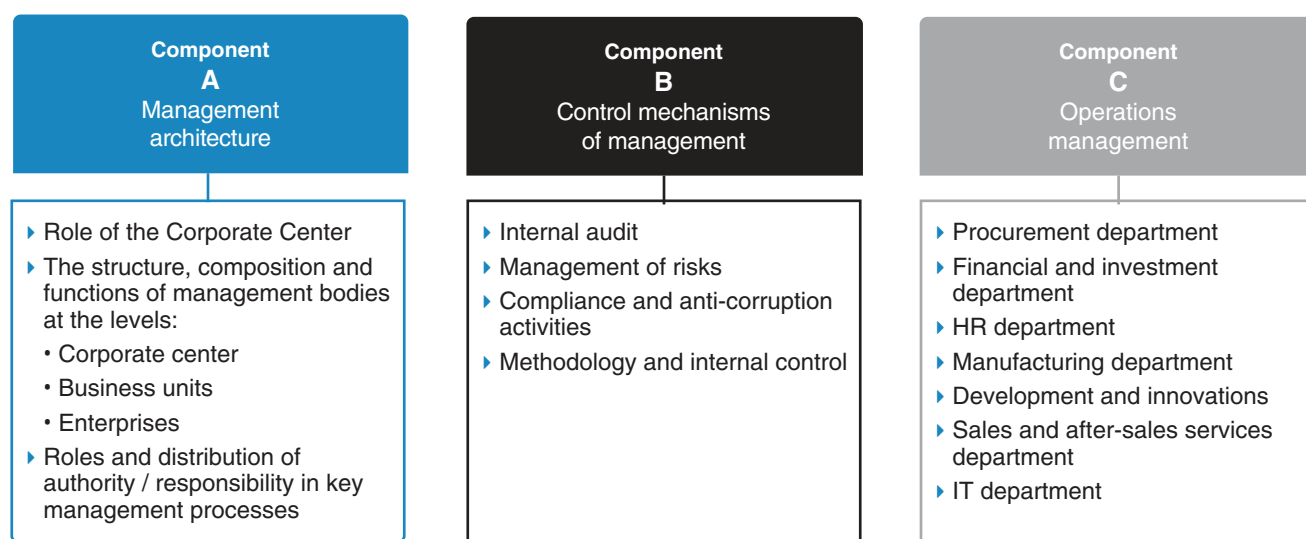 Component
A
Management
architecture
▸ Role of the Corporate Center
▸ The structure, composition and
functions of management bodies
at the levels:
• Corporate center
• Business units
• Enterprises
▸ Roles and distribution of
authority / responsibility in key
management processes
Component
B
Control mechanisms
of management
▸ Internal audit
▸ Management of risks
▸ Compliance and anti-corruption
activities
▸ Methodology and internal control
Component
C
Operations
management
▸ Procurement department
▸ Financial and investment
department
▸ HR department
▸ Manufacturing department
▸ Development and innovations
▸ Sales and after-sales services
department
▸ IT department